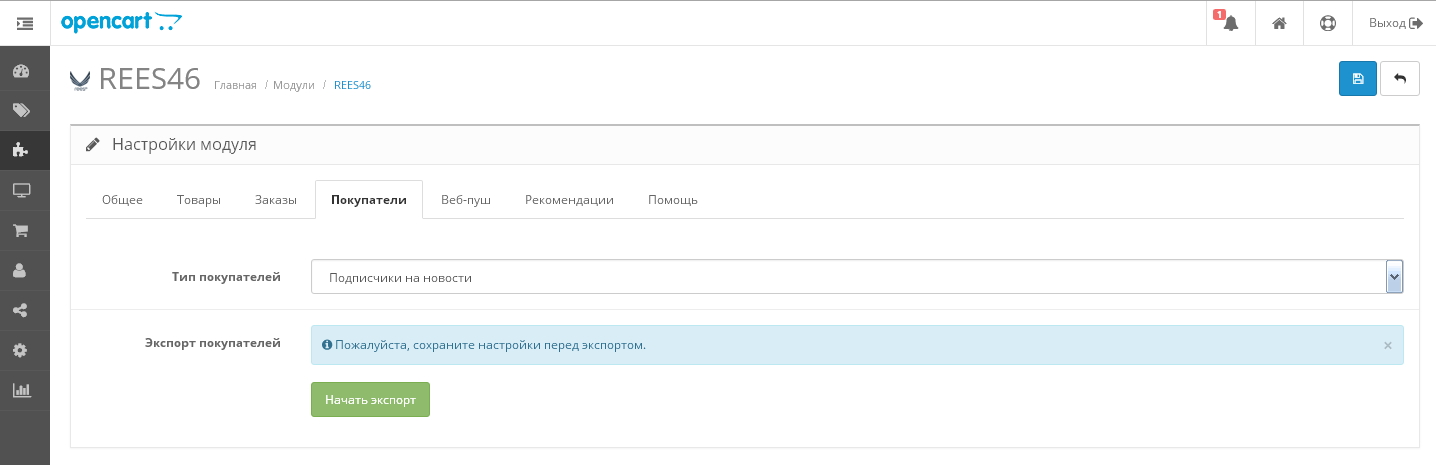 opencart
1
Выход
REES46
Главная / Модули / REES46
Настройки модуля
Общее Товары Заказы Покупатели Веб-пуш Рекомендации Помощь
Тип покупателей Подписчики на новости
Экспорт покупателей Пожалуйста, сохраните настройки перед экспортом. ×
Начать экспорт